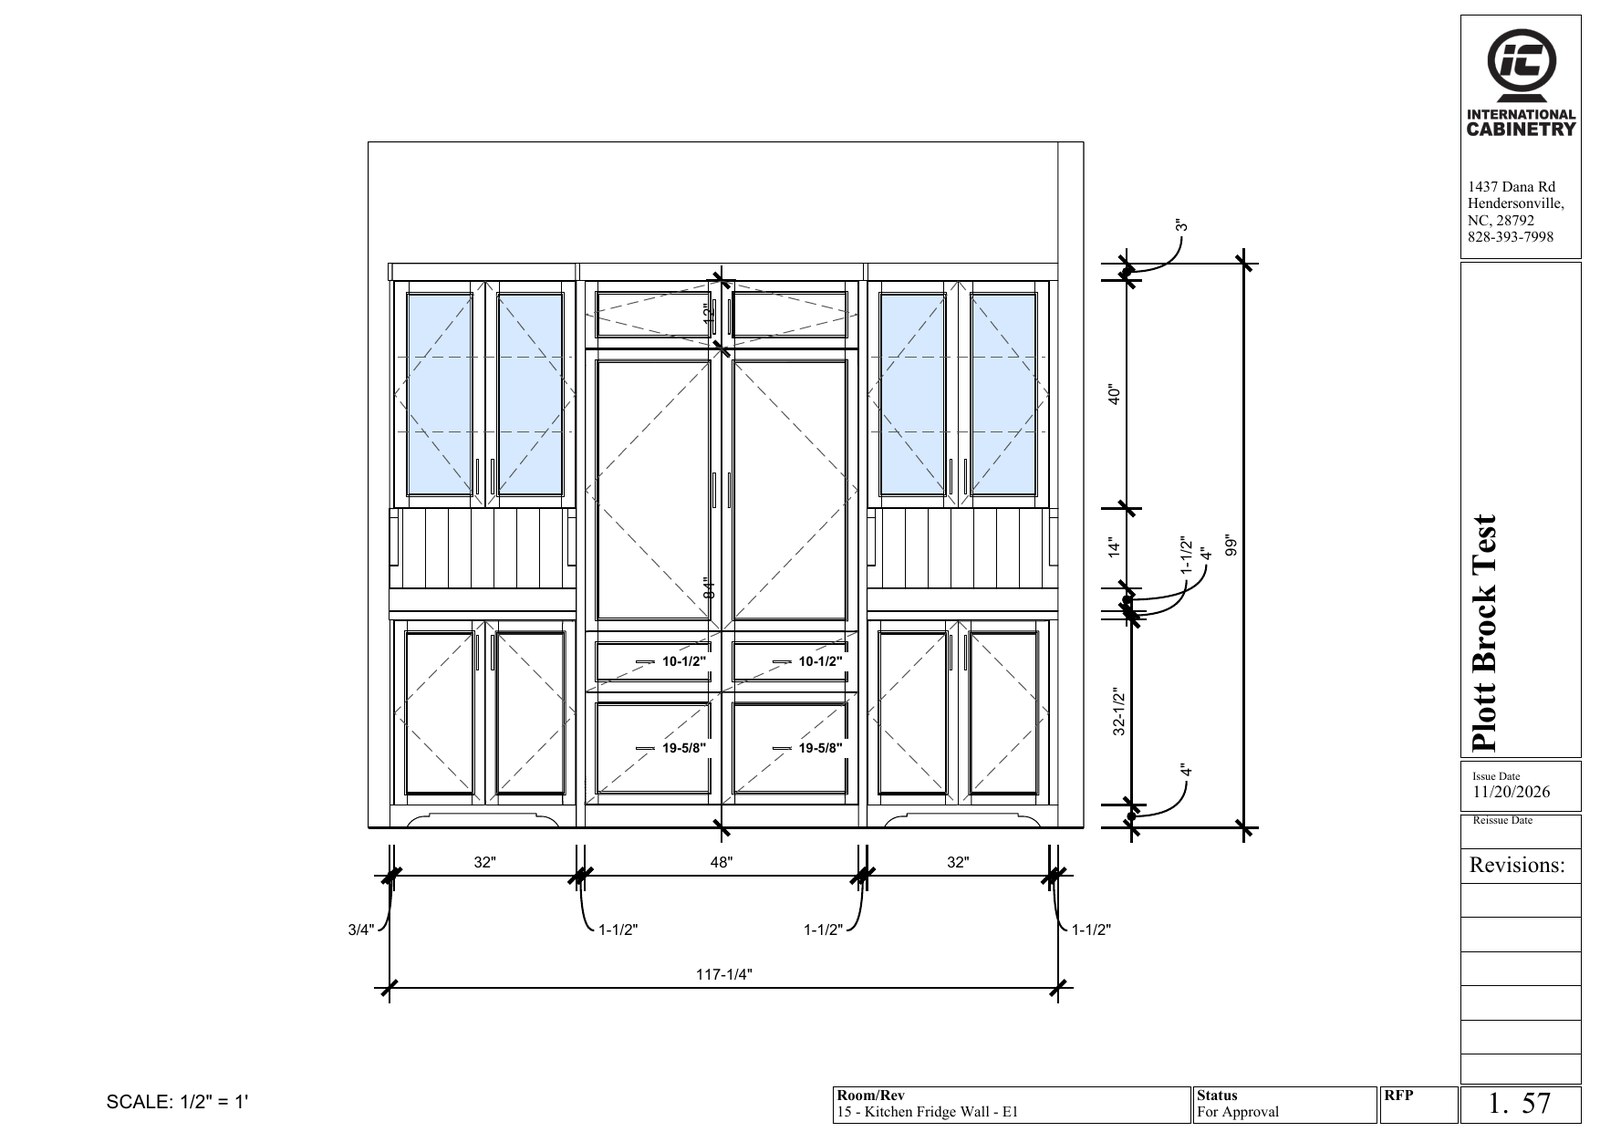 iC
INTERNATIONAL
CABINETRY
1437 Dana Rd
Hendersonville,
NC, 28792
828-393-7998
Plott Brock Test
Issue Date
11/20/2026
Reissue Date
Revisions:
3"
12"
40"
14"
1-1/2"
4"
99"
84"
10-1/2"
10-1/2"
32-1/2"
19-5/8"
19-5/8"
4"
32"
48"
32"
3/4"
1-1/2"
1-1/2"
1-1/2"
117-1/4"
SCALE: 1/2" = 1'
Room/Rev
15 - Kitchen Fridge Wall - E1
Status
For Approval
RFP
1. 57